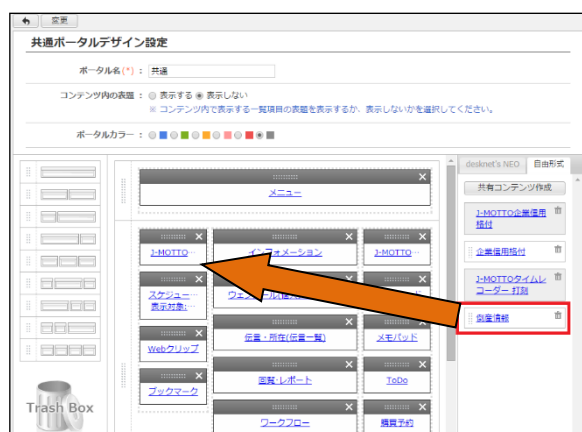 変更
共通ポータルデザイン設定
ポータル名(*) : 共通
コンテンツ内の表題 : 表示する 表示しない
※ コンテンツ内で表示する一覧項目の表題を表示するか、表示しないかを選択してください。
ポータルカラー :
desknet's NEO 自由形式
共有コンテンツ作成
メニュー
J-MOTTO企業信用
格付
J-MOTTO…
インフォメーション
J-MOTTO…
企業信用格付
J-MOTTOタイムレ
コーダー 打刻
スケジュー…
表示対象:…
倒産情報
伝言・所在(伝言一覧)
メモパッド
Webクリップ
回覧・レポート
ToDo
ブックマーク
Trash Box
ワークフロー
購買予約